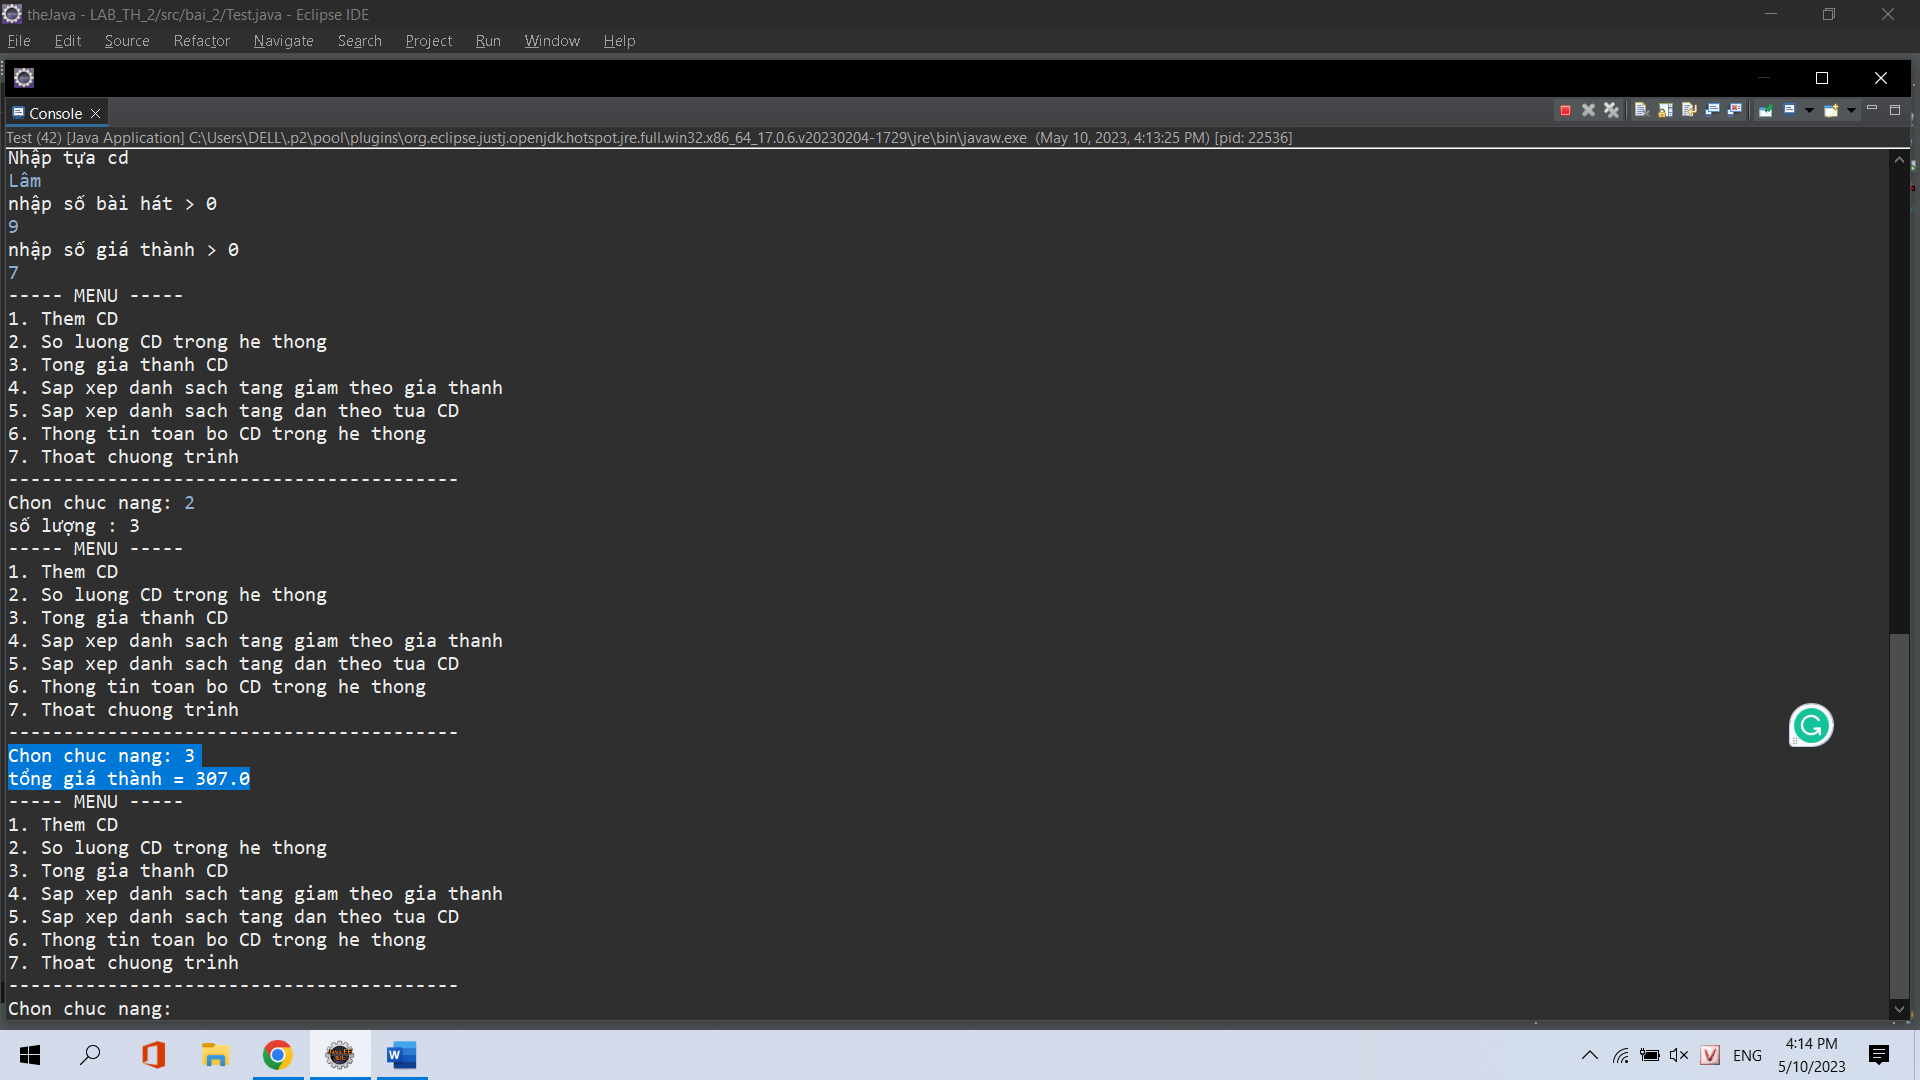 theJava - LAB_TH_2/src/bai_2/Test.java - Eclipse IDE
File Edit Source Refactor Navigate Search Project Run Window Help
Console
Test (42) [Java Application] C:\Users\DELL\.p2\pool\plugins\org.eclipse.justj.openjdk.hotspot.jre.full.win32.x86_64_17.0.6.v20230204-1729\jre\bin\javaw.exe (May 10, 2023, 4:13:25 PM) [pid: 22536]
Nhập tựa cd
Lâm
nhập số bài hát > 0
9
nhập số giá thành > 0
7
----- MENU -----
1. Them CD
2. So luong CD trong he thong
3. Tong gia thanh CD
4. Sap xep danh sach tang giam theo gia thanh
5. Sap xep danh sach tang dan theo tua CD
6. Thong tin toan bo CD trong he thong
7. Thoat chuong trinh
-----------------------------------------
Chon chuc nang: 2
số lượng : 3
----- MENU -----
1. Them CD
2. So luong CD trong he thong
3. Tong gia thanh CD
4. Sap xep danh sach tang giam theo gia thanh
5. Sap xep danh sach tang dan theo tua CD
6. Thong tin toan bo CD trong he thong
7. Thoat chuong trinh
-----------------------------------------
Chon chuc nang: 3
tổng giá thành = 307.0
----- MENU -----
1. Them CD
2. So luong CD trong he thong
3. Tong gia thanh CD
4. Sap xep danh sach tang giam theo gia thanh
5. Sap xep danh sach tang dan theo tua CD
6. Thong tin toan bo CD trong he thong
7. Thoat chuong trinh
-----------------------------------------
Chon chuc nang:
ENG
4:14 PM
5/10/2023